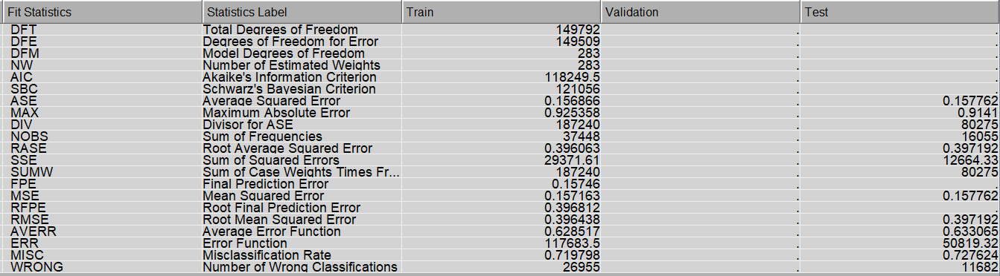 Fit Statistics Statistics Label Train Validation Test
DFT Total Degrees of Freedom 149792 . .
DFE Degrees of Freedom for Error 149509 . .
DFM Model Degrees of Freedom 283 . .
NW Number of Estimated Weights 283 . .
AIC Akaike's Information Criterion 118249.5 . .
SBC Schwarz's Bayesian Criterion 121056 . .
ASE Average Squared Error 0.156866 . 0.157762
MAX Maximum Absolute Error 0.925358 . 0.9141
DIV Divisor for ASE 187240 . 80275
NOBS Sum of Frequencies 37448 . 16055
RASE Root Average Squared Error 0.396063 . 0.397192
SSE Sum of Squared Errors 29371.61 . 12664.33
SUMW Sum of Case Weights Times Fr... 187240 . 80275
FPE Final Prediction Error 0.15746 . .
MSE Mean Squared Error 0.157163 . 0.157762
RFPE Root Final Prediction Error 0.396812 . .
RMSE Root Mean Squared Error 0.396438 . 0.397192
AVERR Average Error Function 0.628517 . 0.633065
ERR Error Function 117683.5 . 50819.32
MISC Misclassification Rate 0.719798 . 0.727624
WRONG Number of Wrong Classifications 26955 . 11682